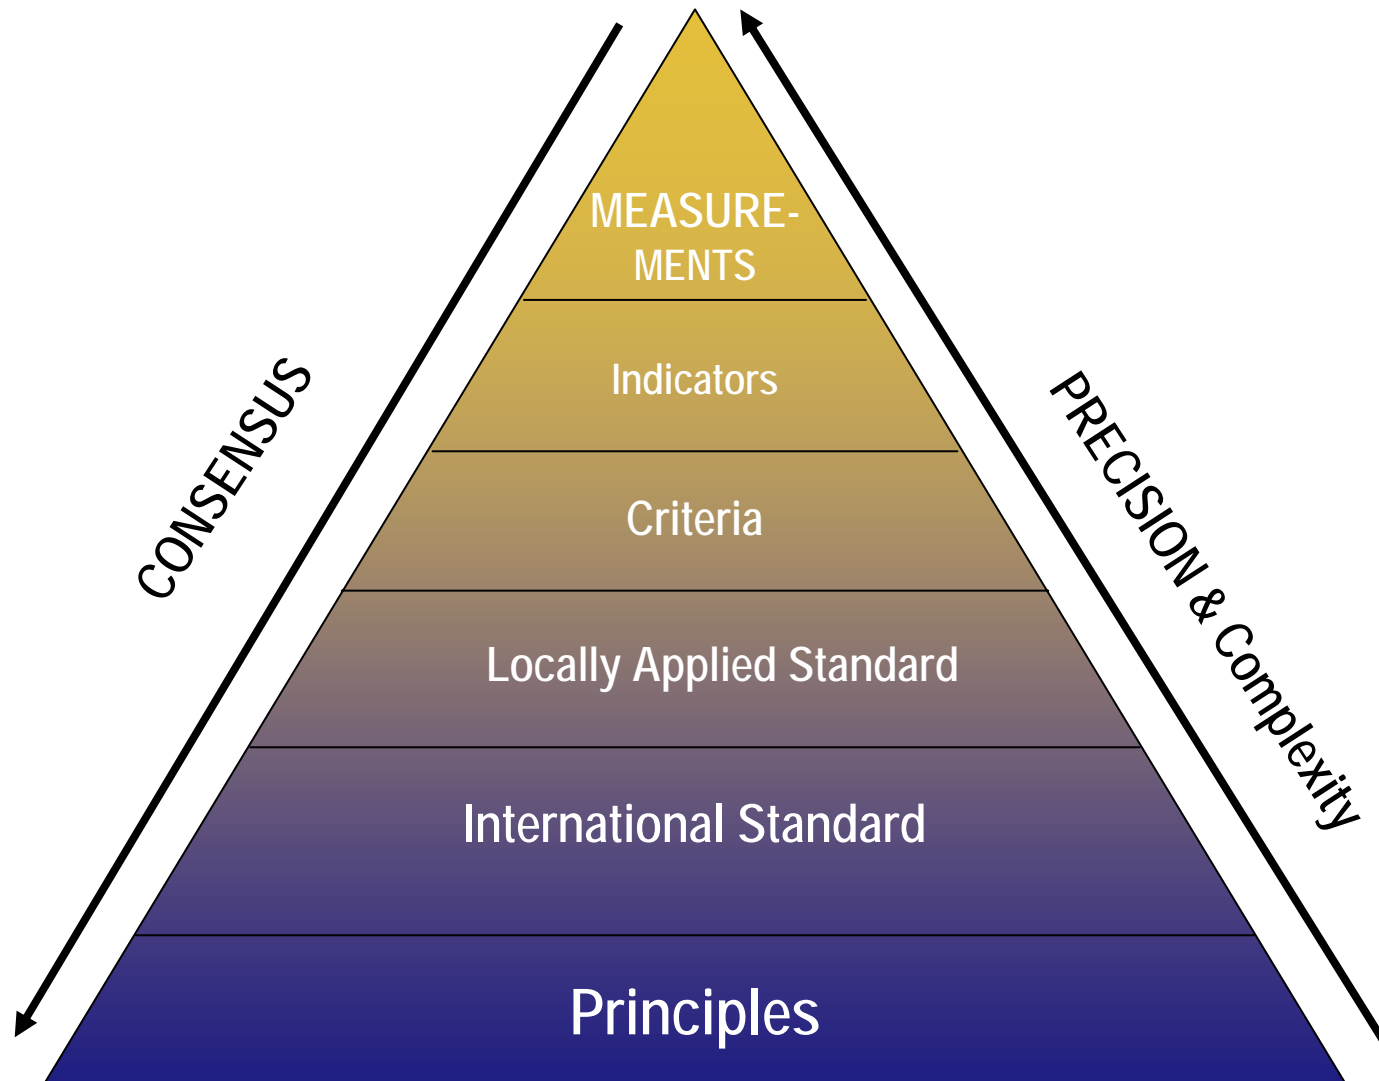 MEASURE-
MENTS
Indicators
CONSENSUS
PRECISION & Complexity
Criteria
Locally Applied Standard
International Standard
Principles